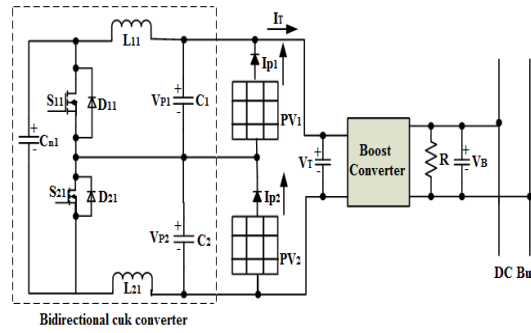 L11
IT
S11
D11
Cn1
VP1
C1
Ip1
PV1
S21
D21
VP2
C2
Ip2
PV2
L21
VT
Boost
Converter
R
VB
DC Bu
Bidirectional cuk converter